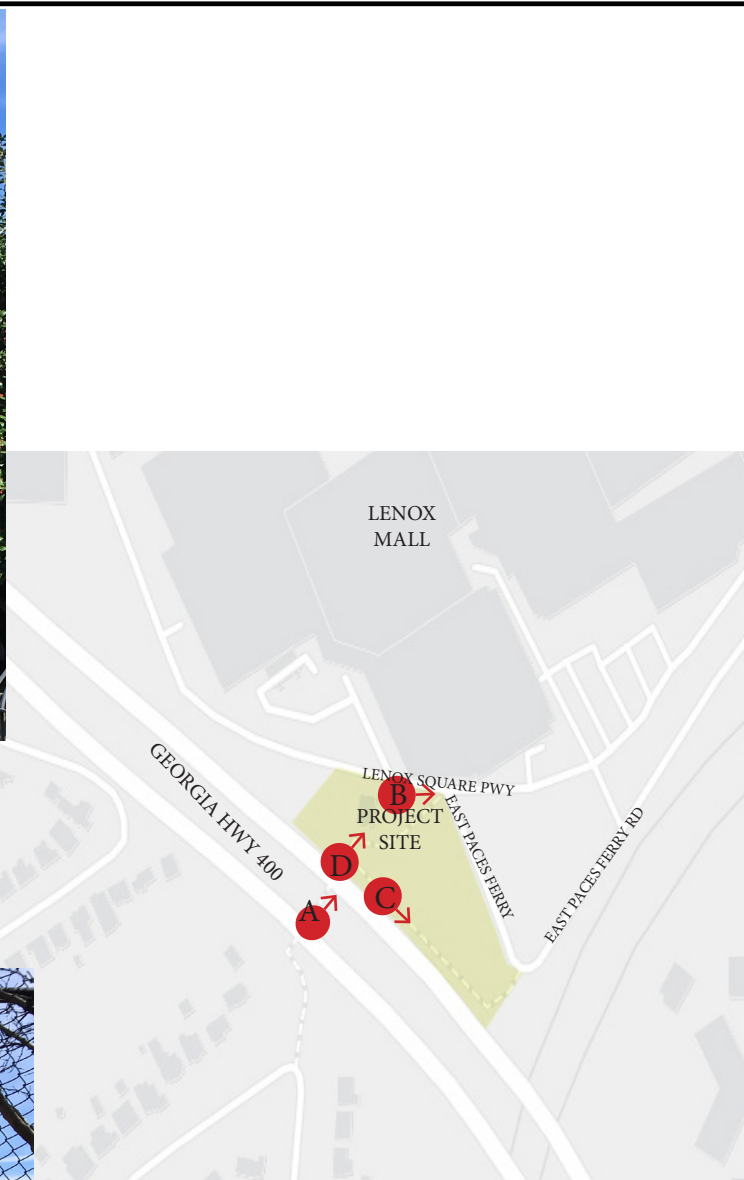 LENOX
MALL
GEORGIA HWY 400
LENOX SQUARE PWY
B
PROJECT
SITE
EAST PACES FERRY
EAST PACES FERRY RD
D
C
A